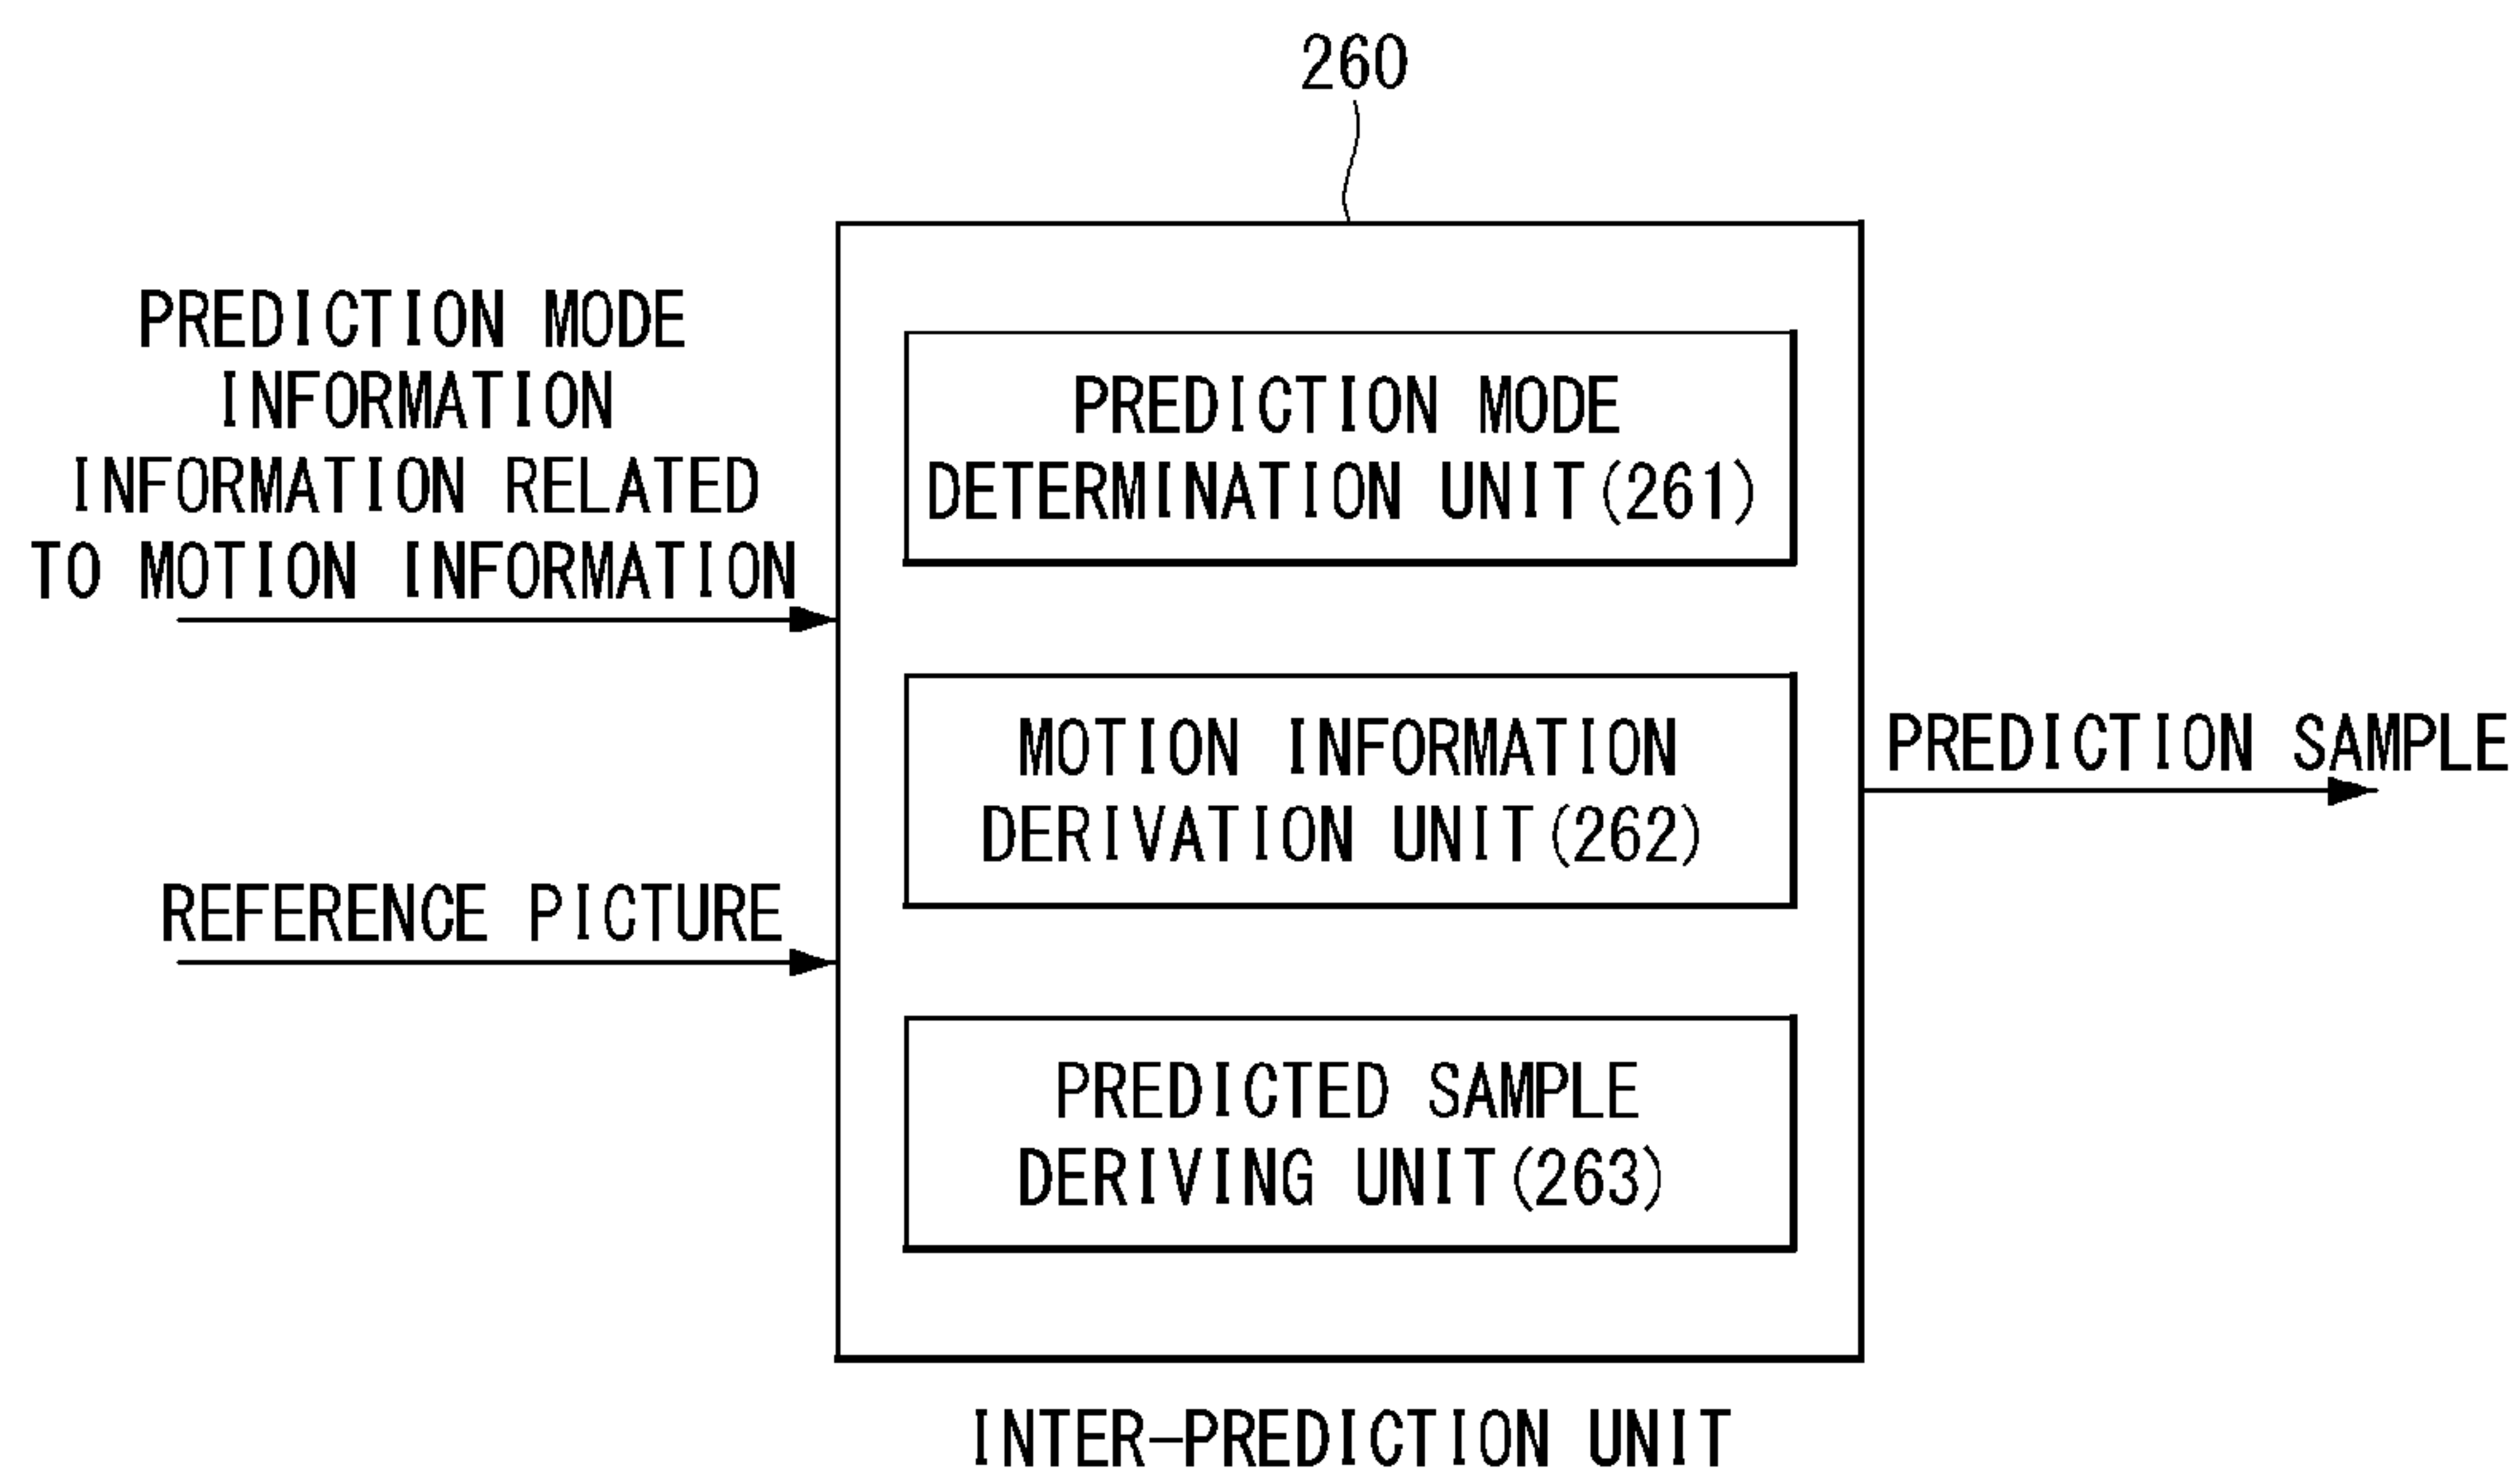 260
PREDICTION MODE
INFORMATION
INFORMATION RELATED
TO MOTION INFORMATION
REFERENCE PICTURE
PREDICTION MODE
DETERMINATION UNIT(261)
MOTION INFORMATION
DERIVATION UNIT(262)
PREDICTED SAMPLE
DERIVING UNIT(263)
PREDICTION SAMPLE
INTER-PREDICTION UNIT